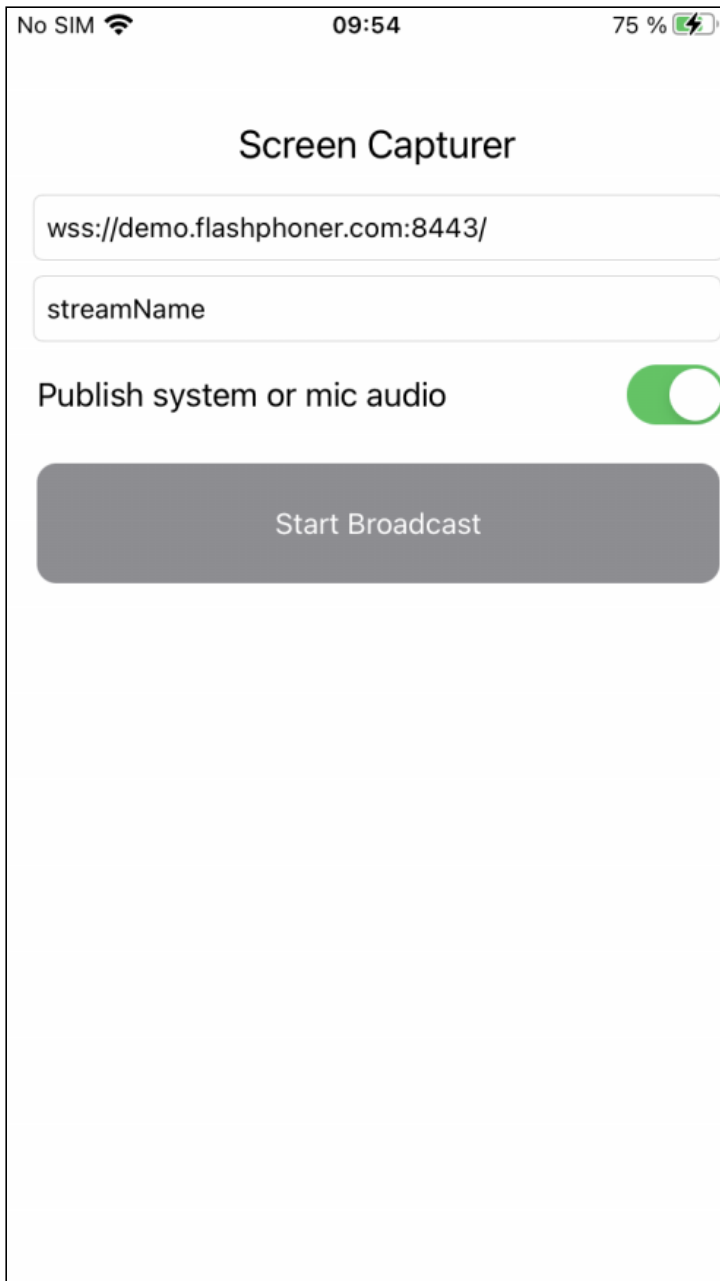 No SIM 09:54 75 %
Screen Capturer
wss://demo.flashphoner.com:8443/
streamName
Publish system or mic audio
Start Broadcast